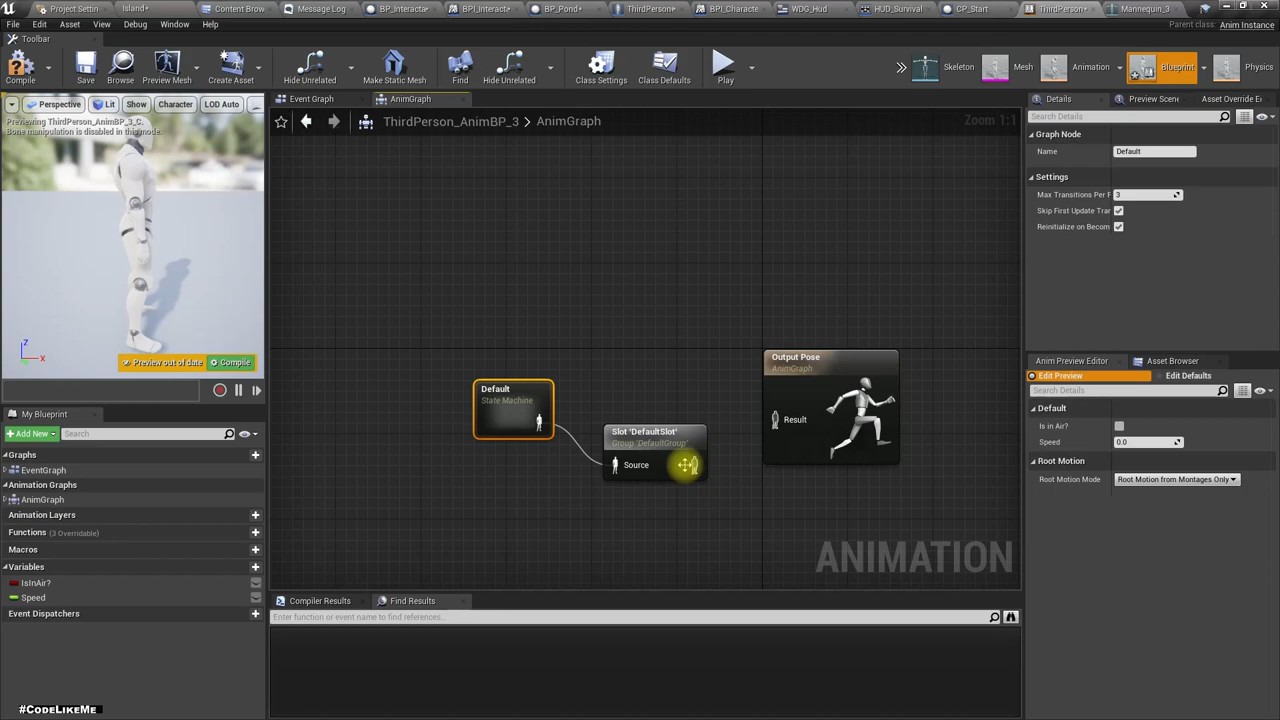 Project Settin
Island•
Content Brow
Message Log
BP_Interacta•
BPI_Interac•
BP_Pond•
ThirdPerson•
BPI_Characte
WDG_Hud
HUD_Survival
CP_Start
ThirdPerson•
Mannequin_3
File Edit Asset View Debug Window Help
Parent class: Anim Instance
Toolbar
Compile Save Browse Preview Mesh Create Asset Hide Unrelated Make Static Mesh Find Hide Unrelated Class Settings Class Defaults Play
Skeleton Mesh Animation Blueprint Physics
Perspective Lit Show Character LOD Auto
Previewing ThirdPerson_AnimBP_3_C.
Bone manipulation is disabled in this mode.
Z
X
Preview out of date Compile
My Blueprint
Add New Search
Graphs
EventGraph
Animation Graphs
AnimGraph
Animation Layers
Functions (3 Overridable)
Macros
Variables
IsInAir?
Speed
Event Dispatchers
#CodeLikeMe
Event Graph AnimGraph
ThirdPerson_AnimBP_3 > AnimGraph
Zoom 1:1
Default
State Machine
Slot 'DefaultSlot'
Group 'DefaultGroup'
Source
Output Pose
AnimGraph
Result
ANIMATION
Compiler Results Find Results
Enter function or event name to find references...
Details Preview Scene Asset Override E
Search Details
Graph Node
Name Default
Settings
Max Transitions Per F 3
Skip First Update Tran
Reinitialize on Becom
Anim Preview Editor Asset Browser
Edit Preview Edit Defaults
Search Details
Default
Is in Air?
Speed 0.0
Root Motion
Root Motion Mode Root Motion from Montages Only